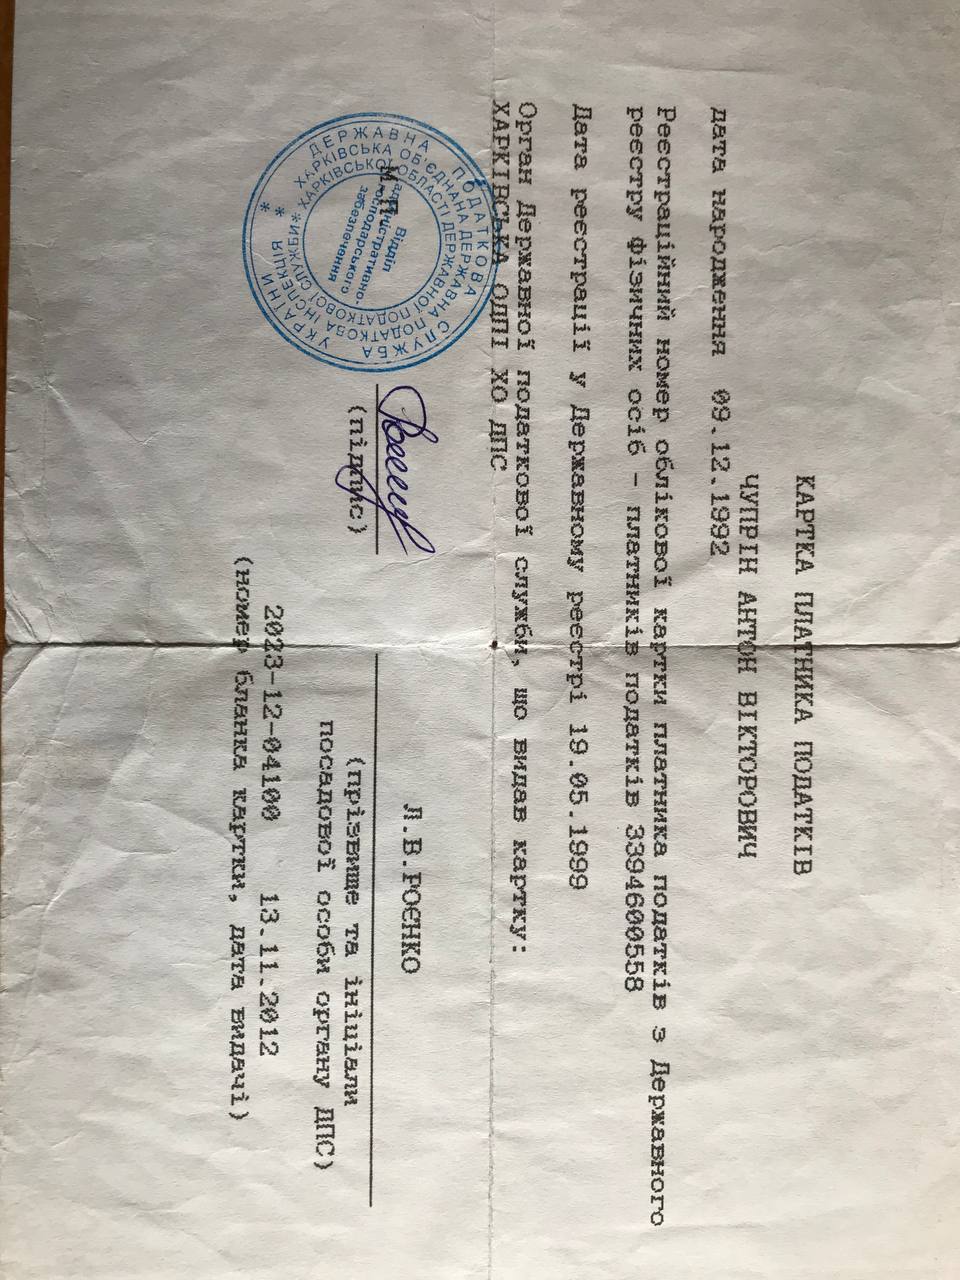 КАРТКА ПЛАТНИКА ПОДАТКІВ
ЧУПРІН АНТОН ВІКТОРОВИЧ
дата народження 09.12.1992
Реєстраційний номер облікової картки платника податків з Державного
реєстру фізичних осіб - платників податків 3394600558
Дата реєстрації у Державному реєстрі 19.05.1999
Орган Державної податкової служби, що видав картку:
ХАРКІВСЬКА ОДПІ ХО ДПС
М.П.
Л.В.РОЄНКО
(підпис)
(прізвище та ініціали
посадової особи органу ДПС)
2023-12-04100 13.11.2012
(номер бланка картки, дата видачі)
ДЕРЖАВНА ПОДАТКОВА СЛУЖБА УКРАЇНИ
ХАРКІВСЬКА ОБ'ЄДНАНА ДЕРЖАВНА ПОДАТКОВА ІНСПЕКЦІЯ
ХАРКІВСЬКОЇ ОБЛАСТІ ДЕРЖАВНОЇ ПОДАТКОВОЇ СЛУЖБИ
Відділ
адміністративно-
господарського
забезпечення